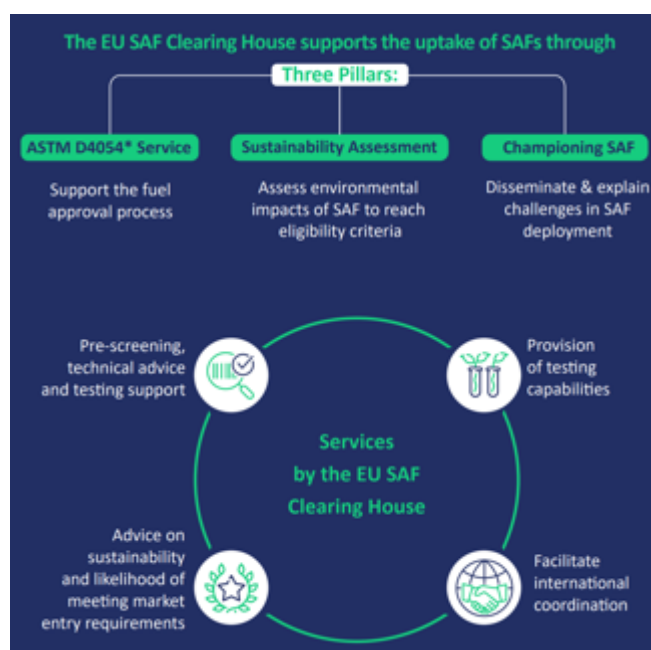 The EU SAF Clearing House supports the uptake of SAFs through
Three Pillars:
ASTM D4054* Service
Support the fuel
approval process
Sustainability Assessment
Assess environmental
impacts of SAF to reach
eligibility criteria
Championing SAF
Disseminate & explain
challenges in SAF
deployment
Pre-screening,
technical advice
and testing support
Provision
of testing
capabilities
Services
by the EU SAF
Clearing House
Advice on
sustainability
and likelihood of
meeting market
entry requirements
Facilitate
international
coordination